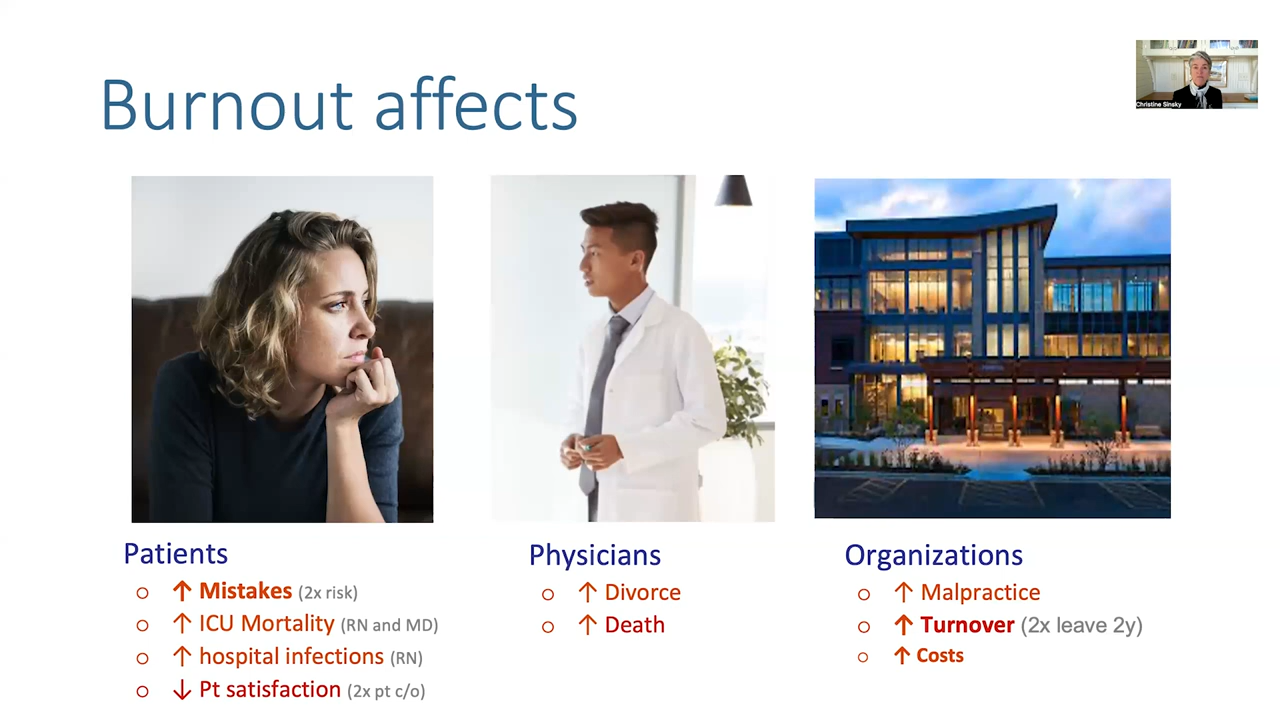 Christine Sinsky
Burnout affects
Patients
○ ↑ Mistakes (2x risk)
○ ↑ ICU Mortality (RN and MD)
○ ↑ hospital infections (RN)
○ ↓ Pt satisfaction (2x pt c/o)
Physicians
○ ↑ Divorce
○ ↑ Death
Organizations
○ ↑ Malpractice
○ ↑ Turnover (2x leave 2y)
○ ↑ Costs